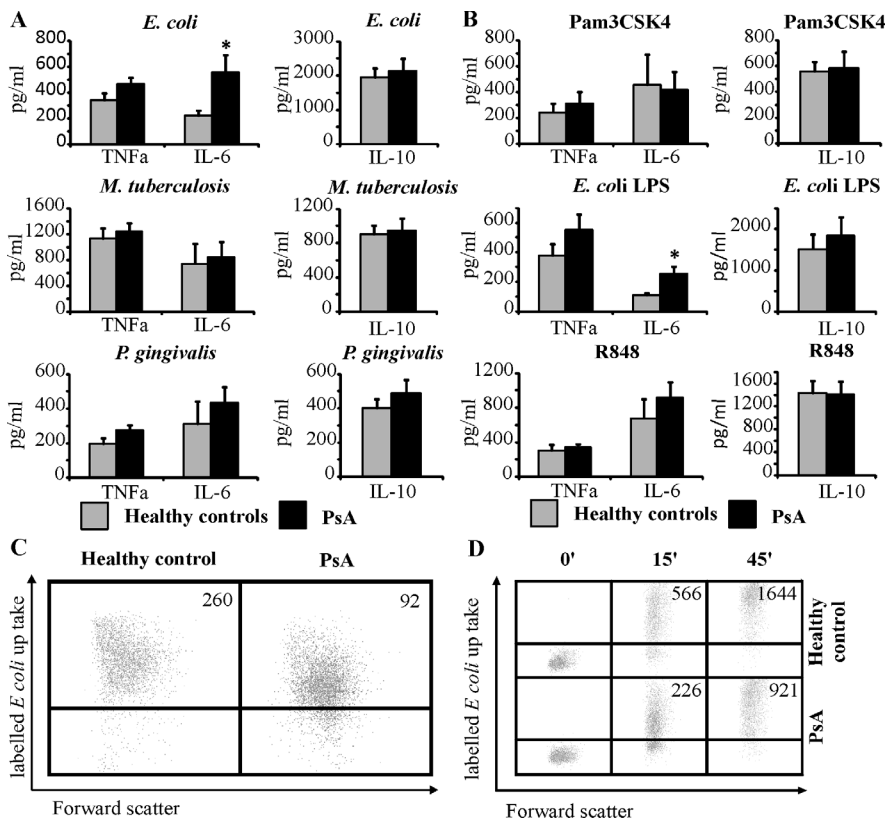 A
E. coli
E. coli
pg/ml
800
600
400
200
0
TNFa
IL-6
*
3000
2000
1000
0
IL-10
M. tuberculosis
M. tuberculosis
pg/ml
1600
1200
800
400
0
TNFa
IL-6
1200
800
400
0
IL-10
P. gingivalis
P. gingivalis
pg/ml
600
400
200
0
TNFa
IL-6
600
400
200
0
IL-10
Healthy controls
PsA
B
Pam3CSK4
Pam3CSK4
pg/ml
800
600
400
200
0
TNFa
IL-6
800
600
400
200
0
IL-10
E. coli LPS
E. coli LPS
pg/ml
600
400
200
0
TNFa
IL-6
*
pg/ml
2000
1000
0
IL-10
R848
R848
pg/ml
1200
800
400
0
TNFa
IL-6
pg/ml
1600
1200
800
400
0
IL-10
Healthy controls
PsA
C
Healthy control
PsA
labelled E coli up take
260
92
Forward scatter
D
0'
15'
45'
labelled E coli up take
566
1644
Healthy control
226
921
PsA
Forward scatter